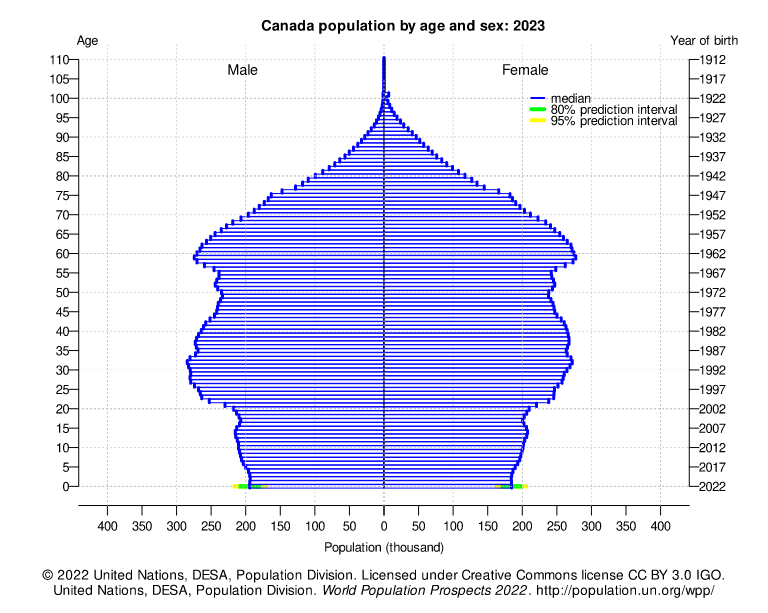 Canada population by age and sex: 2023
Age
Year of birth
Male
Female
median
80% prediction interval
95% prediction interval
110 1912
105 1917
100 1922
95 1927
90 1932
85 1937
80 1942
75 1947
70 1952
65 1957
60 1962
55 1967
50 1972
45 1977
40 1982
35 1987
30 1992
25 1997
20 2002
15 2007
10 2012
5 2017
0 2022
400 350 300 250 200 150 100 50 0 50 100 150 200 250 300 350 400
Population (thousand)
© 2022 United Nations, DESA, Population Division. Licensed under Creative Commons license CC BY 3.0 IGO.
United Nations, DESA, Population Division. World Population Prospects 2022. http://population.un.org/wpp/